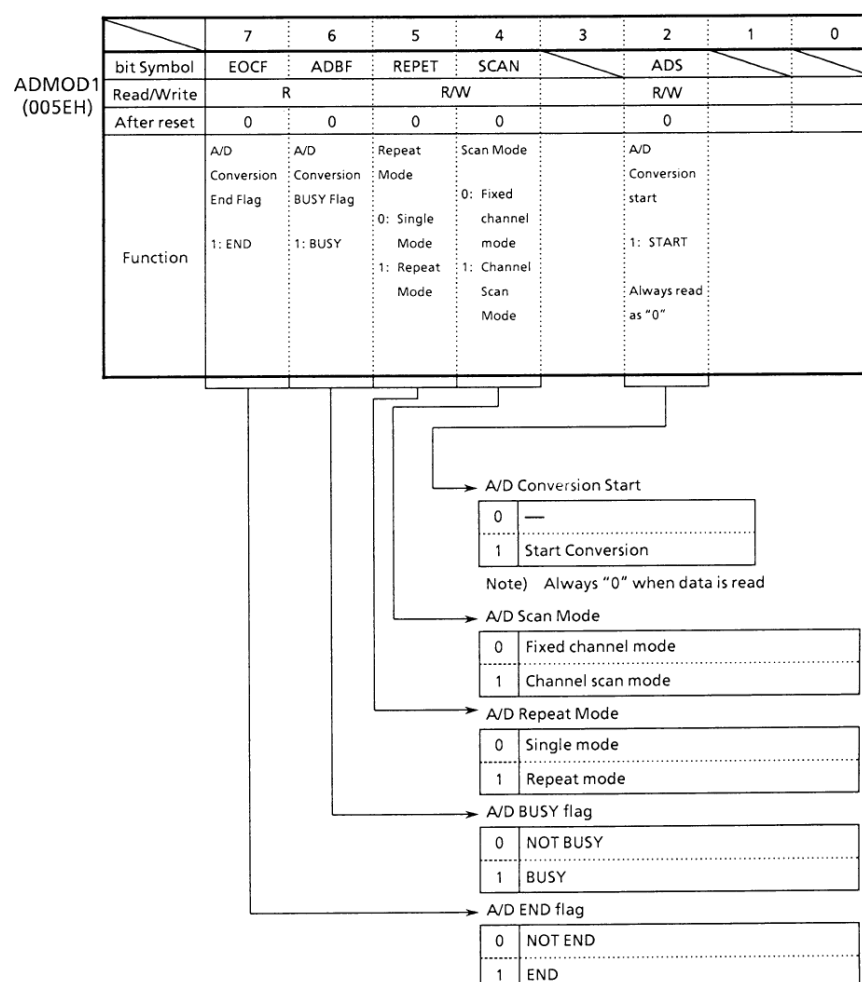 7 6 5 4 3 2 1 0
bit Symbol EOCF ADBF REPET SCAN ADS
ADMOD1
(005EH)
Read/Write R R/W R/W
After reset 0 0 0 0 0
Function
A/D
Conversion
End Flag
1: END
A/D
Conversion
BUSY Flag
1: BUSY
Repeat
Mode
0: Single
Mode
1: Repeat
Mode
Scan Mode
0: Fixed
channel
mode
1: Channel
Scan
Mode
A/D
Conversion
start
1: START
Always read
as "0"
A/D Conversion Start
0 —
1 Start Conversion
Note) Always "0" when data is read
A/D Scan Mode
0 Fixed channel mode
1 Channel scan mode
A/D Repeat Mode
0 Single mode
1 Repeat mode
A/D BUSY flag
0 NOT BUSY
1 BUSY
A/D END flag
0 NOT END
1 END